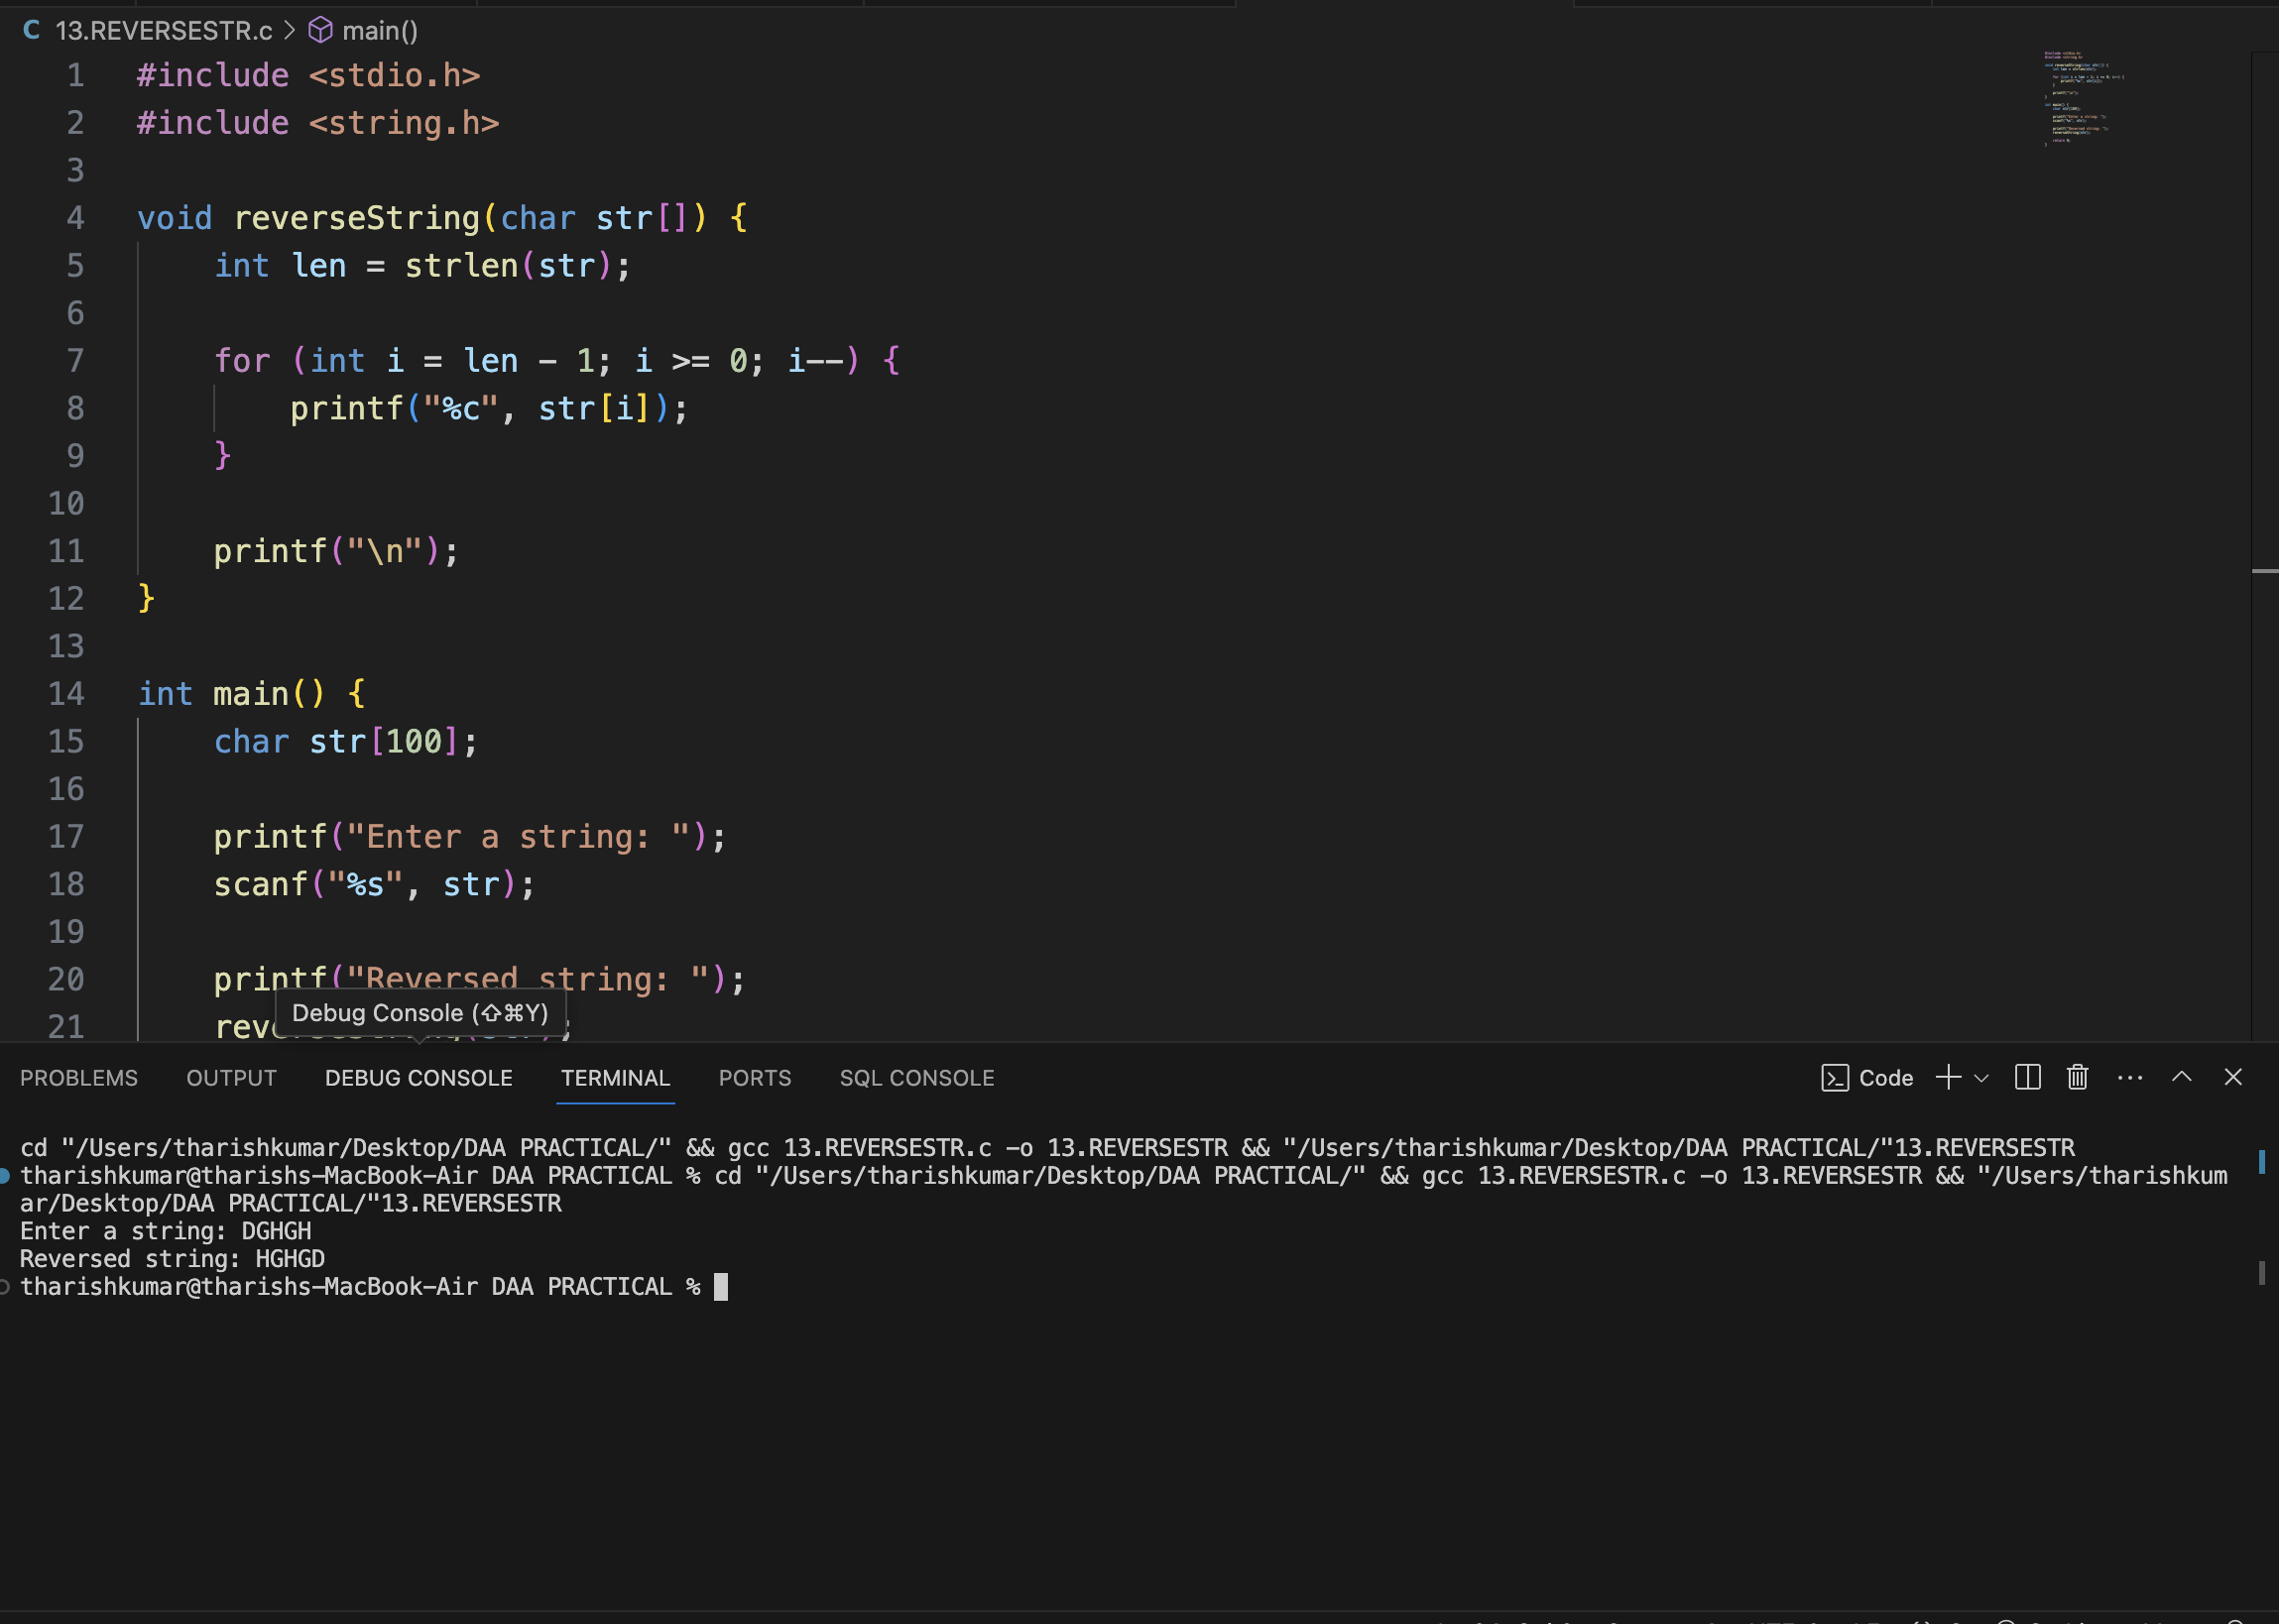 C 13.REVERSESTR.c > main()
1 #include <stdio.h>
2 #include <string.h>
3
4 void reverseString(char str[]) {
5     int len = strlen(str);
6
7     for (int i = len - 1; i >= 0; i--) {
8         printf("%c", str[i]);
9     }
10
11     printf("\n");
12 }
13
14 int main() {
15     char str[100];
16
17     printf("Enter a string: ");
18     scanf("%s", str);
19
20     printf("Reversed string: ");
21
Debug Console (⇧⌘Y)
PROBLEMS OUTPUT DEBUG CONSOLE TERMINAL PORTS SQL CONSOLE Code
cd "/Users/tharishkumar/Desktop/DAA PRACTICAL/" && gcc 13.REVERSESTR.c -o 13.REVERSESTR && "/Users/tharishkumar/Desktop/DAA PRACTICAL/"13.REVERSESTR
tharishkumar@tharishs-MacBook-Air DAA PRACTICAL % cd "/Users/tharishkumar/Desktop/DAA PRACTICAL/" && gcc 13.REVERSESTR.c -o 13.REVERSESTR && "/Users/tharishkum
ar/Desktop/DAA PRACTICAL/"13.REVERSESTR
Enter a string: DGHGH
Reversed string: HGHGD
tharishkumar@tharishs-MacBook-Air DAA PRACTICAL %